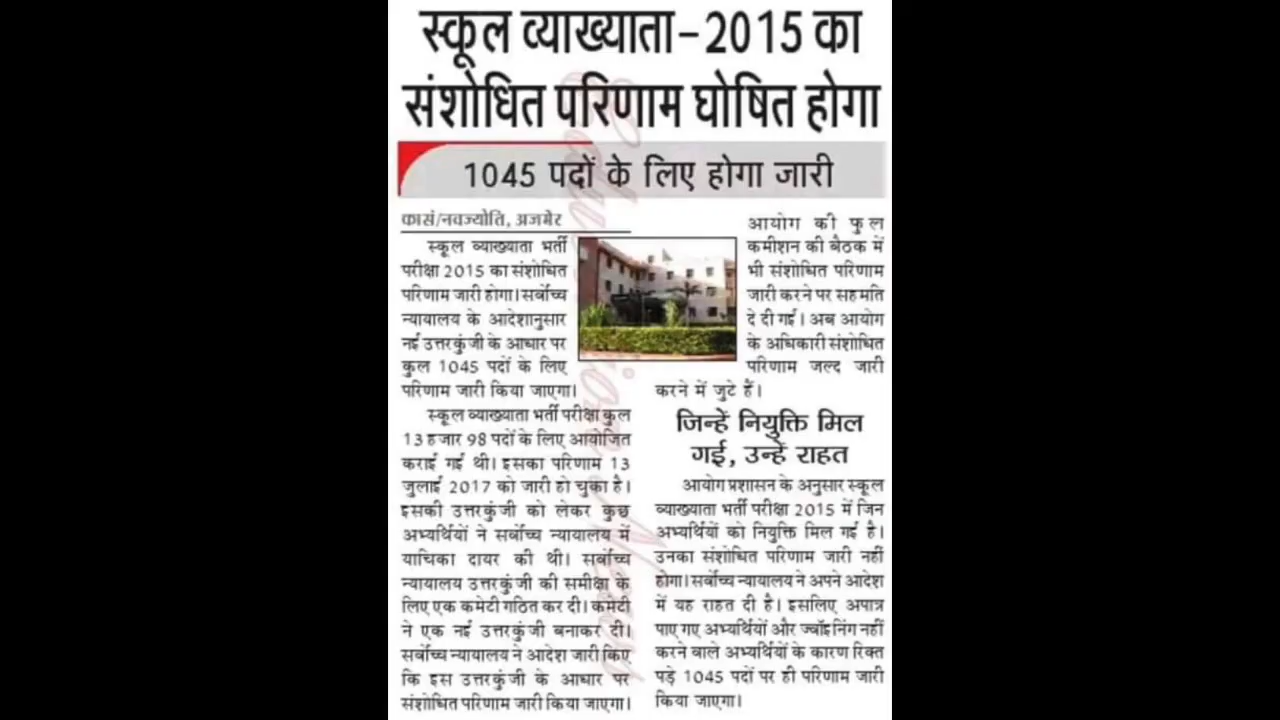 स्कूल व्याख्याता-2015 का
संशोधित परिणाम घोषित होगा
1045 पदों के लिए होगा जारी
कासं/नवज्योति, अजमेर
स्कूल व्याख्याता भर्ती
परीक्षा 2015 का संशोधित
परिणाम जारी होगा। सर्वोच्च
न्यायालय के आदेशानुसार
नई उत्तरकुंजी के आधार पर
कुल 1045 पदों के लिए
परिणाम जारी किया जाएगा।
स्कूल व्याख्याता भर्ती परीक्षा कुल
13 हजार 98 पदों के लिए आयोजित
कराई गई थी। इसका परिणाम 13
जुलाई 2017 को जारी हो चुका है।
इसकी उत्तरकुंजी को लेकर कुछ
अभ्यर्थियों ने सर्वोच्च न्यायालय में
याचिका दायर की थी। सर्वोच्च
न्यायालय उत्तरकुंजी की समीक्षा के
लिए एक कमेटी गठित कर दी। कमेटी
ने एक नई उत्तरकुंजी बनाकर दी।
सर्वोच्च न्यायालय ने आदेश जारी किए
कि इस उत्तरकुंजी के आधार पर
संशोधित परिणाम जारी किया जाएगा।
आयोग की फुल
कमीशन की बैठक में
भी संशोधित परिणाम
जारी करने पर सहमति
दे दी गई। अब आयोग
के अधिकारी संशोधित
परिणाम जल्द जारी
करने में जुटे हैं।
जिन्हें नियुक्ति मिल
गई, उन्हें राहत
आयोग प्रशासन के अनुसार स्कूल
व्याख्याता भर्ती परीक्षा 2015 में जिन
अभ्यर्थियों को नियुक्ति मिल गई है।
उनका संशोधित परिणाम जारी नहीं
होगा। सर्वोच्च न्यायालय ने अपने आदेश
में यह राहत दी है। इसलिए अपात्र
पाए गए अभ्यर्थियों और ज्वॉइनिंग नहीं
करने वाले अभ्यर्थियों के कारण रिक्त
पड़े 1045 पदों पर ही परिणाम जारी
किया जाएगा।